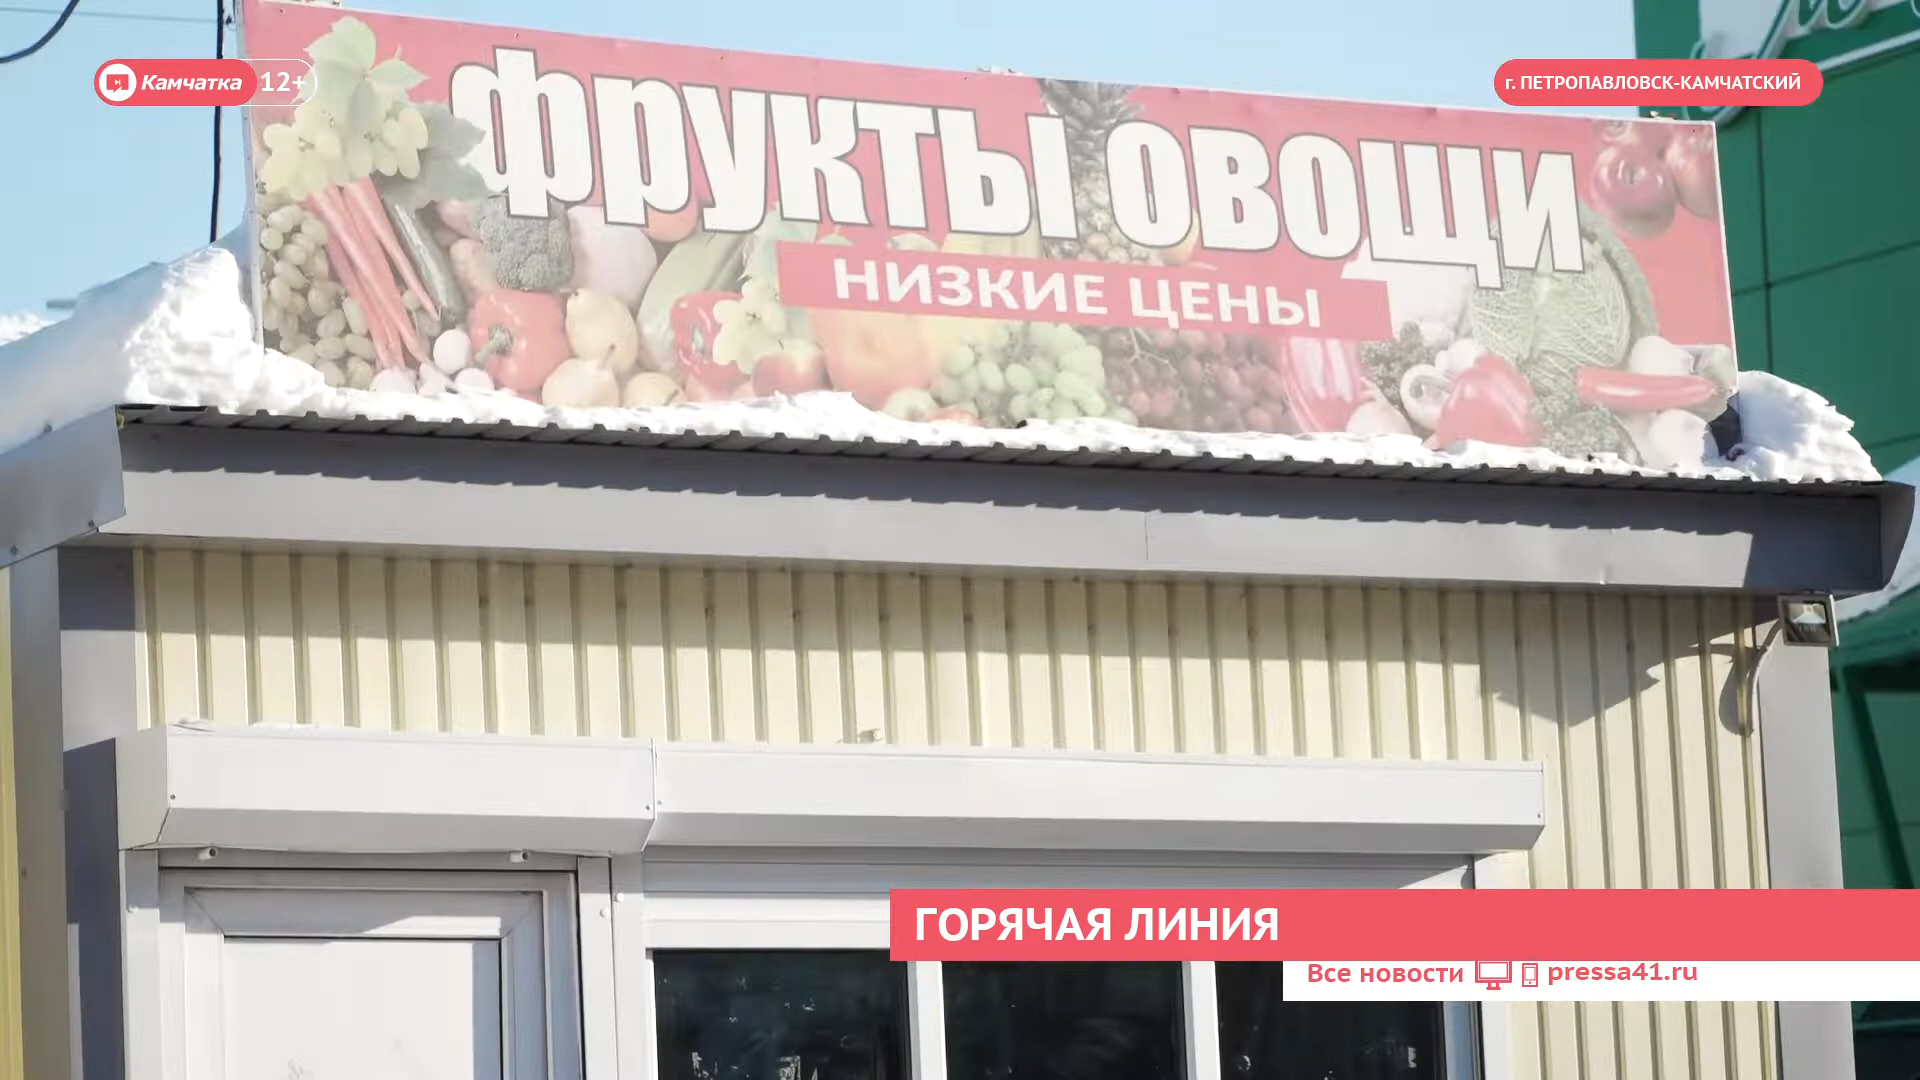 Камчатка 12+
г. ПЕТРОПАВЛОВСК-КАМЧАТСКИЙ
ФРУКТЫ ОВОЩИ
НИЗКИЕ ЦЕНЫ
ГОРЯЧАЯ ЛИНИЯ
Все новости pressa41.ru